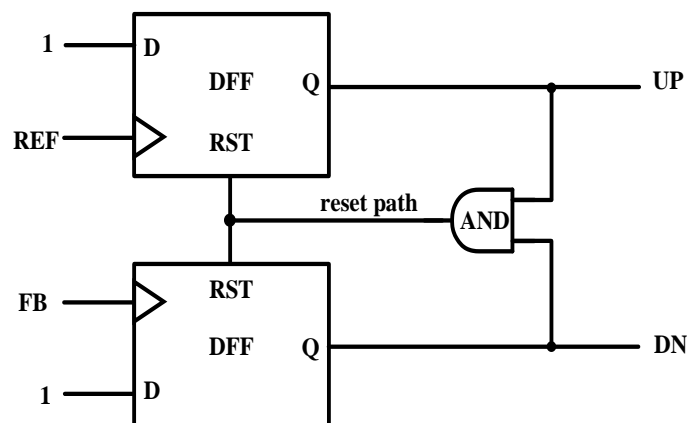 1
D
DFF
Q
UP
REF
RST
reset path
AND
RST
FB
DFF
Q
DN
1
D